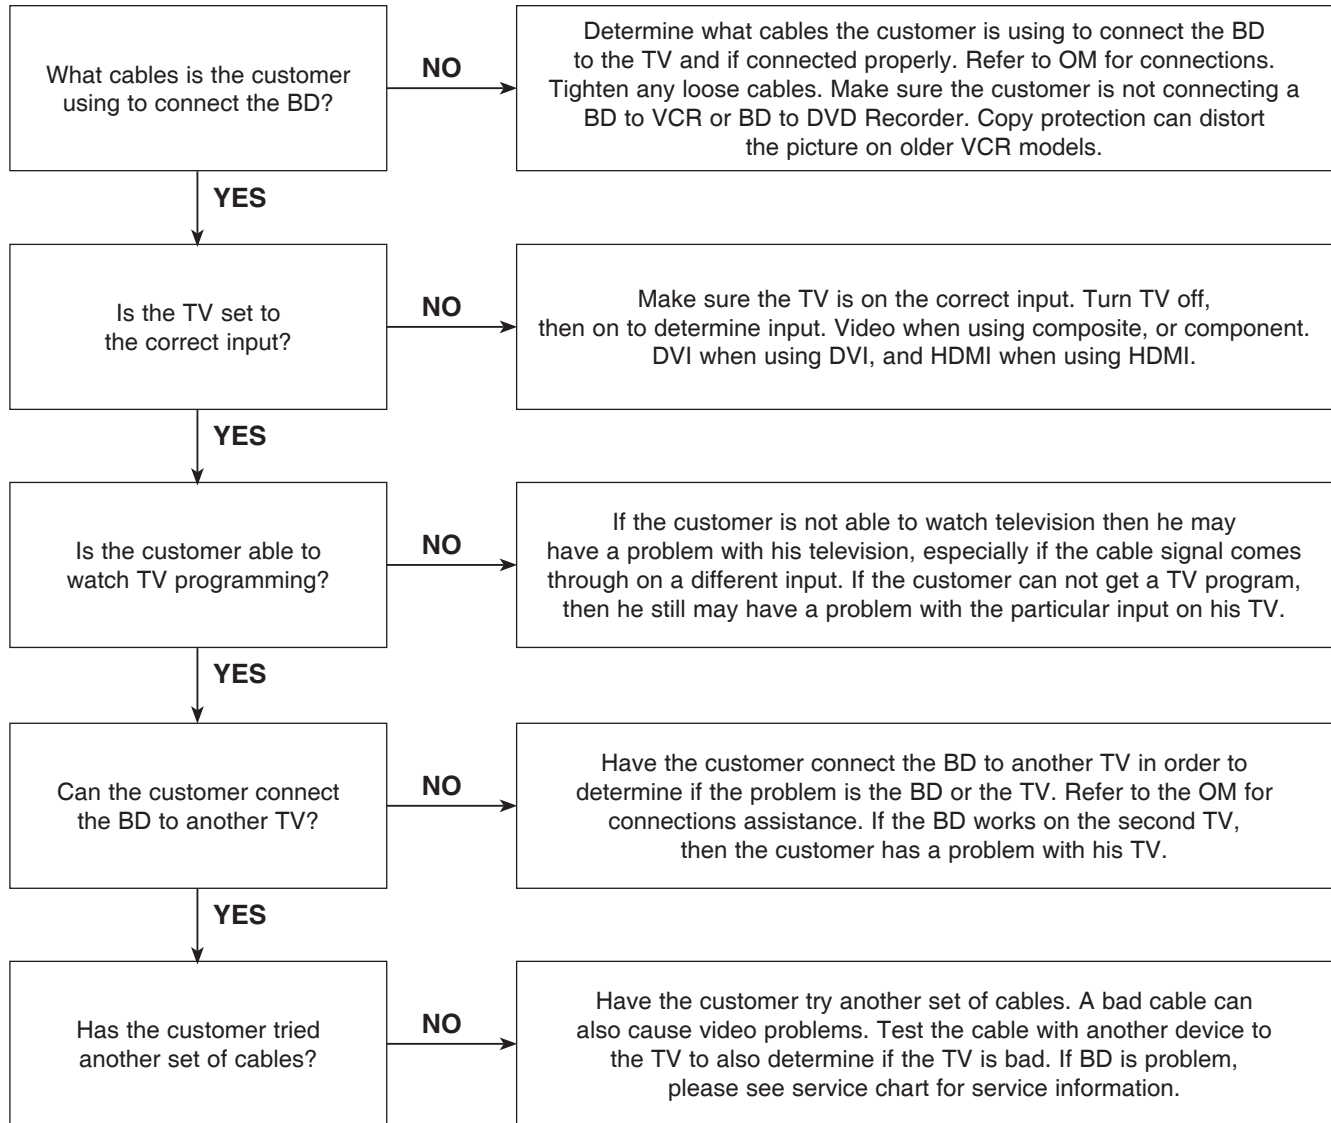 What cables is the customer
using to connect the BD?
NO
Determine what cables the customer is using to connect the BD
to the TV and if connected properly. Refer to OM for connections.
Tighten any loose cables. Make sure the customer is not connecting a
BD to VCR or BD to DVD Recorder. Copy protection can distort
the picture on older VCR models.
YES
Is the TV set to
the correct input?
NO
Make sure the TV is on the correct input. Turn TV off,
then on to determine input. Video when using composite, or component.
DVI when using DVI, and HDMI when using HDMI.
YES
Is the customer able to
watch TV programming?
NO
If the customer is not able to watch television then he may
have a problem with his television, especially if the cable signal comes
through on a different input. If the customer can not get a TV program,
then he still may have a problem with the particular input on his TV.
YES
Can the customer connect
the BD to another TV?
NO
Have the customer connect the BD to another TV in order to
determine if the problem is the BD or the TV. Refer to the OM for
connections assistance. If the BD works on the second TV,
then the customer has a problem with his TV.
YES
Has the customer tried
another set of cables?
NO
Have the customer try another set of cables. A bad cable can
also cause video problems. Test the cable with another device to
the TV to also determine if the TV is bad. If BD is problem,
please see service chart for service information.